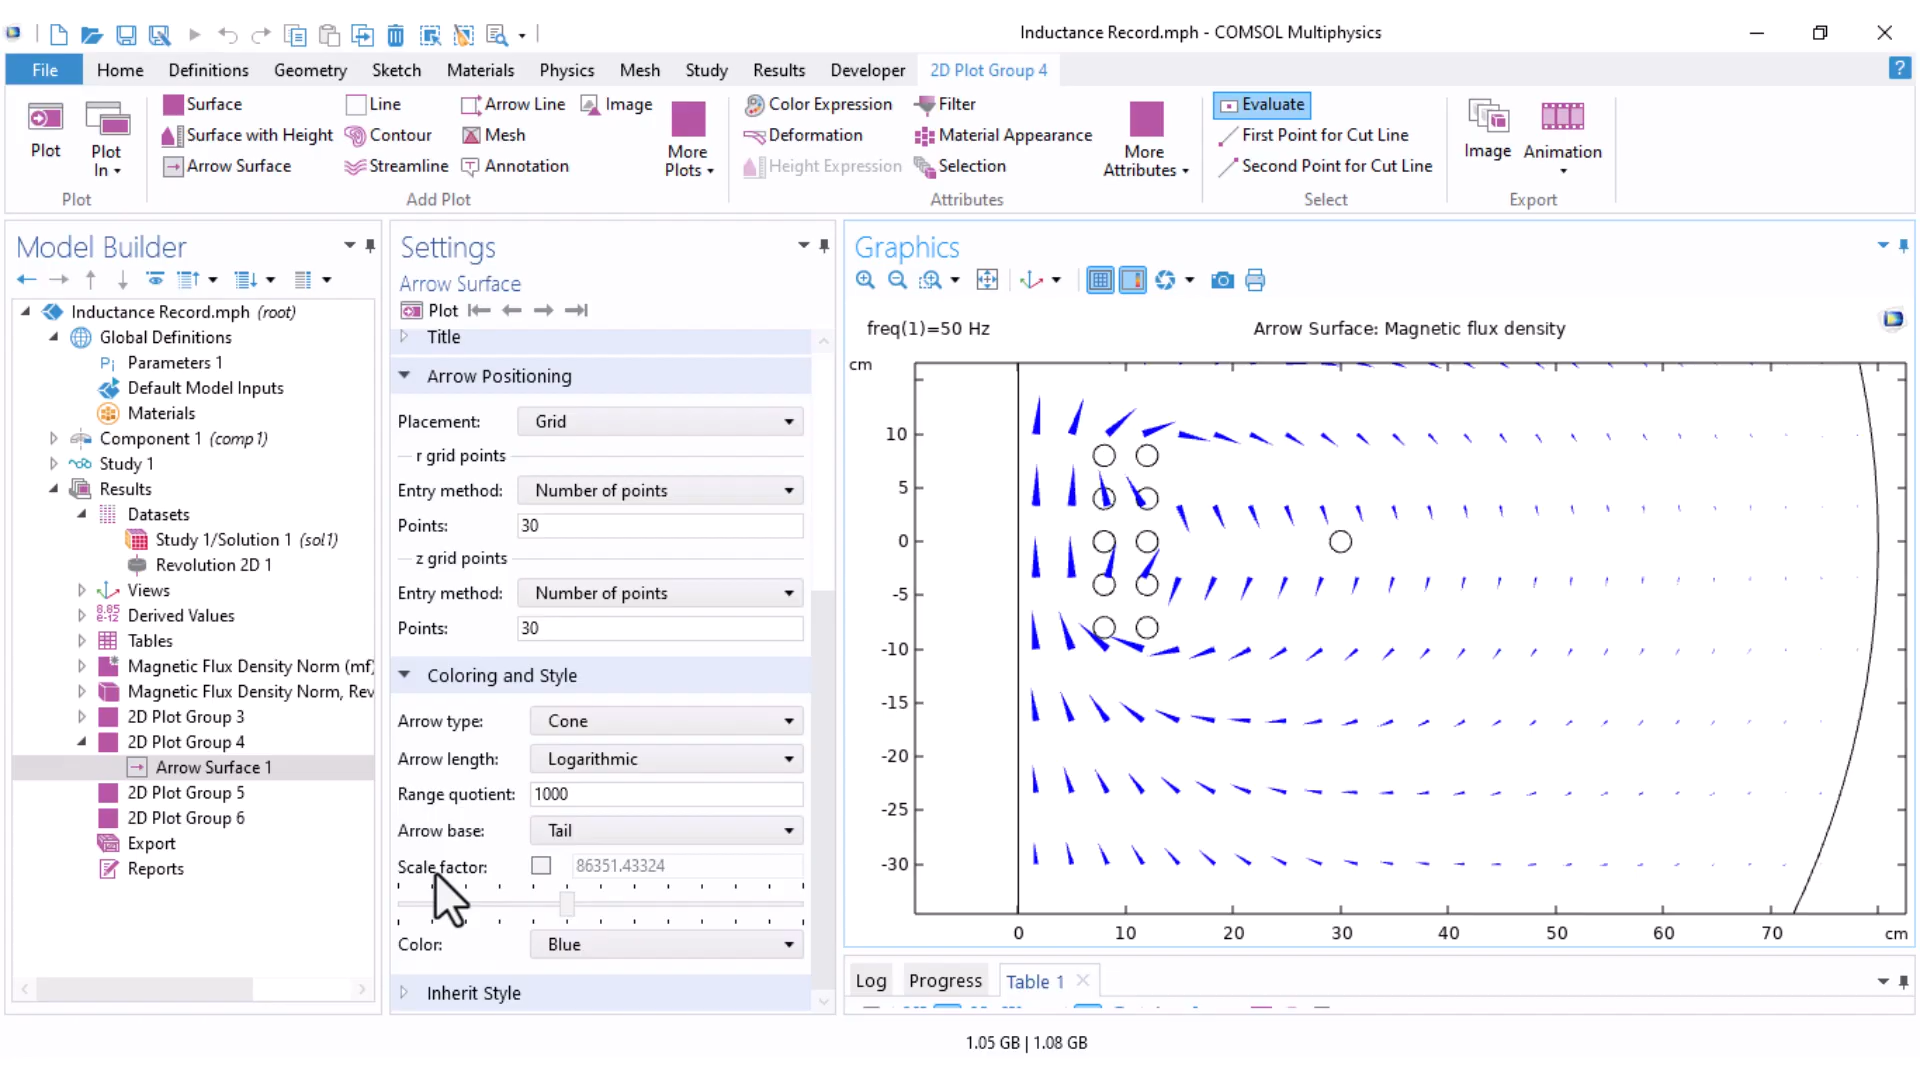 Inductance Record.mph - COMSOL Multiphysics
File Home Definitions Geometry Sketch Materials Physics Mesh Study Results Developer 2D Plot Group 4 ?
Surface Line Arrow Line Image Color Expression Filter Evaluate
Surface with Height Contour Mesh Deformation Material Appearance First Point for Cut Line
Arrow Surface Streamline Annotation Height Expression Selection Second Point for Cut Line
Plot
Plot In
More Plots
More Attributes
Image
Animation
Plot Add Plot Attributes Select Export
Model Builder
Inductance Record.mph (root)
Global Definitions
Pi Parameters 1
Default Model Inputs
Materials
Component 1 (comp1)
Study 1
Results
Datasets
Study 1/Solution 1 (sol1)
Revolution 2D 1
Views
8.85
e-12 Derived Values
Tables
Magnetic Flux Density Norm (mf)
Magnetic Flux Density Norm, Rev
2D Plot Group 3
2D Plot Group 4
Arrow Surface 1
2D Plot Group 5
2D Plot Group 6
Export
Reports
Settings
Arrow Surface
Plot
Title
Arrow Positioning
Placement: Grid
r grid points
Entry method: Number of points
Points: 30
z grid points
Entry method: Number of points
Points: 30
Coloring and Style
Arrow type: Cone
Arrow length: Logarithmic
Range quotient: 1000
Arrow base: Tail
Scale factor: 86351.43324
Color: Blue
Inherit Style
Graphics
freq(1)=50 Hz Arrow Surface: Magnetic flux density
cm
10
5
0
-5
-10
-15
-20
-25
-30
0 10 20 30 40 50 60 70 cm
Log Progress Table 1
1.05 GB | 1.08 GB